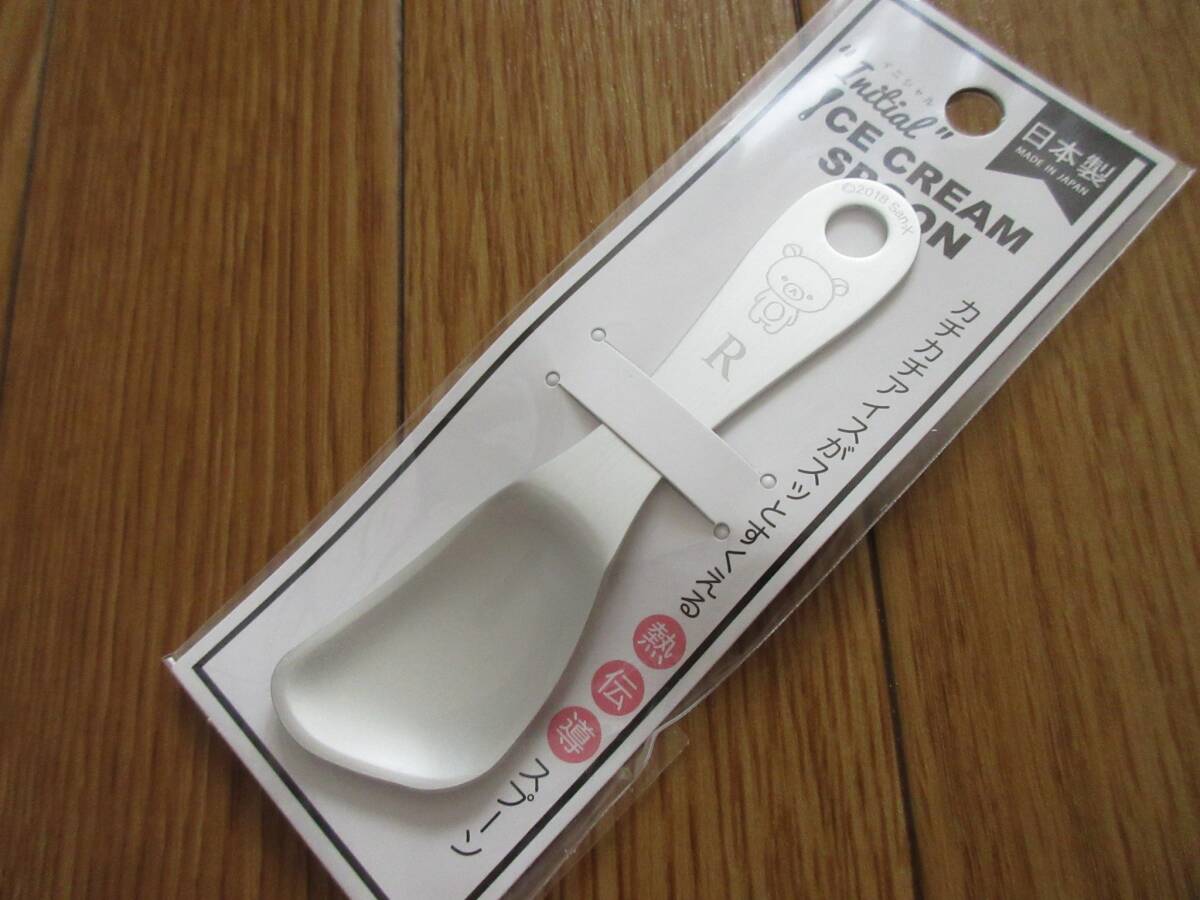 イニシャル
"Initial"
ICE CREAM
SPOON
日本製
MADE IN JAPAN
©2018 San-X
R
カチカチアイスがスッとすくえる
熱伝導スプーン